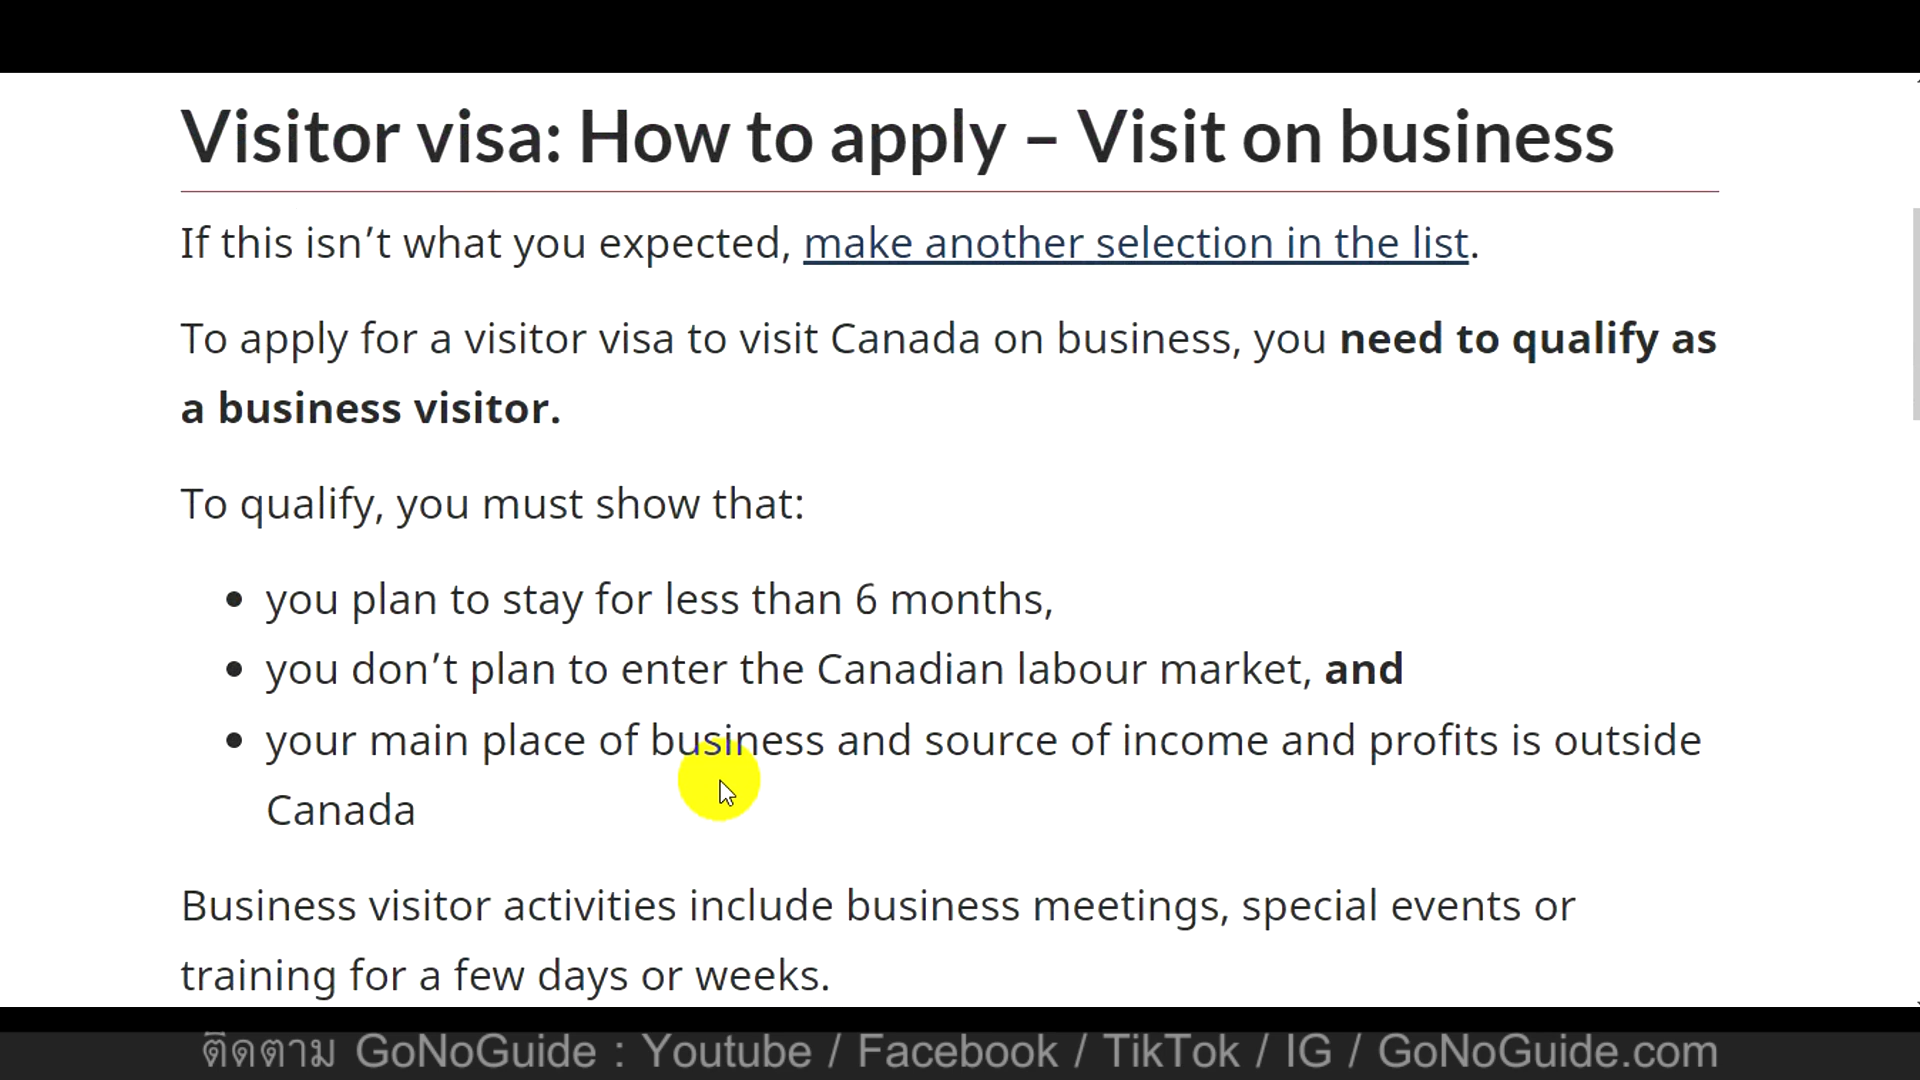 Visitor visa: How to apply – Visit on business
If this isn’t what you expected, make another selection in the list.
To apply for a visitor visa to visit Canada on business, you need to qualify as
a business visitor.
To qualify, you must show that:
• you plan to stay for less than 6 months,
• you don’t plan to enter the Canadian labour market, and
• your main place of business and source of income and profits is outside
Canada
Business visitor activities include business meetings, special events or
training for a few days or weeks.
ติดตาม GoNoGuide : Youtube / Facebook / TikTok / IG / GoNoGuide.com